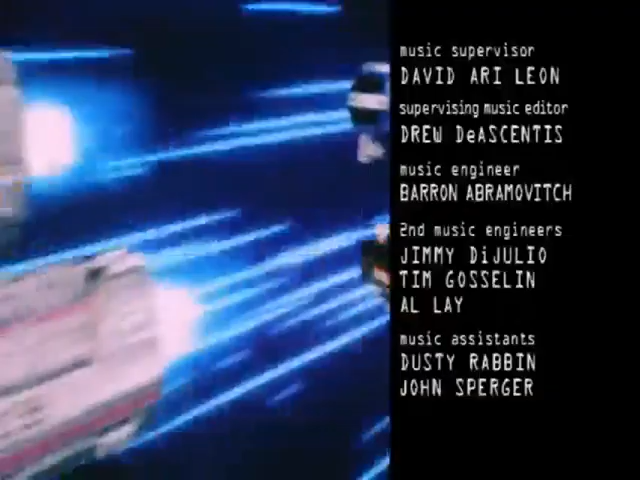 music supervisor
DAVID ARI LEON
supervising music editor
DREW DeASCENTIS
music engineer
BARRON ABRAMOVITCH
2nd music engineers
JIMMY DiJULIO
TIM GOSSELIN
AL LAY
music assistants
DUSTY RABBIN
JOHN SPERGER